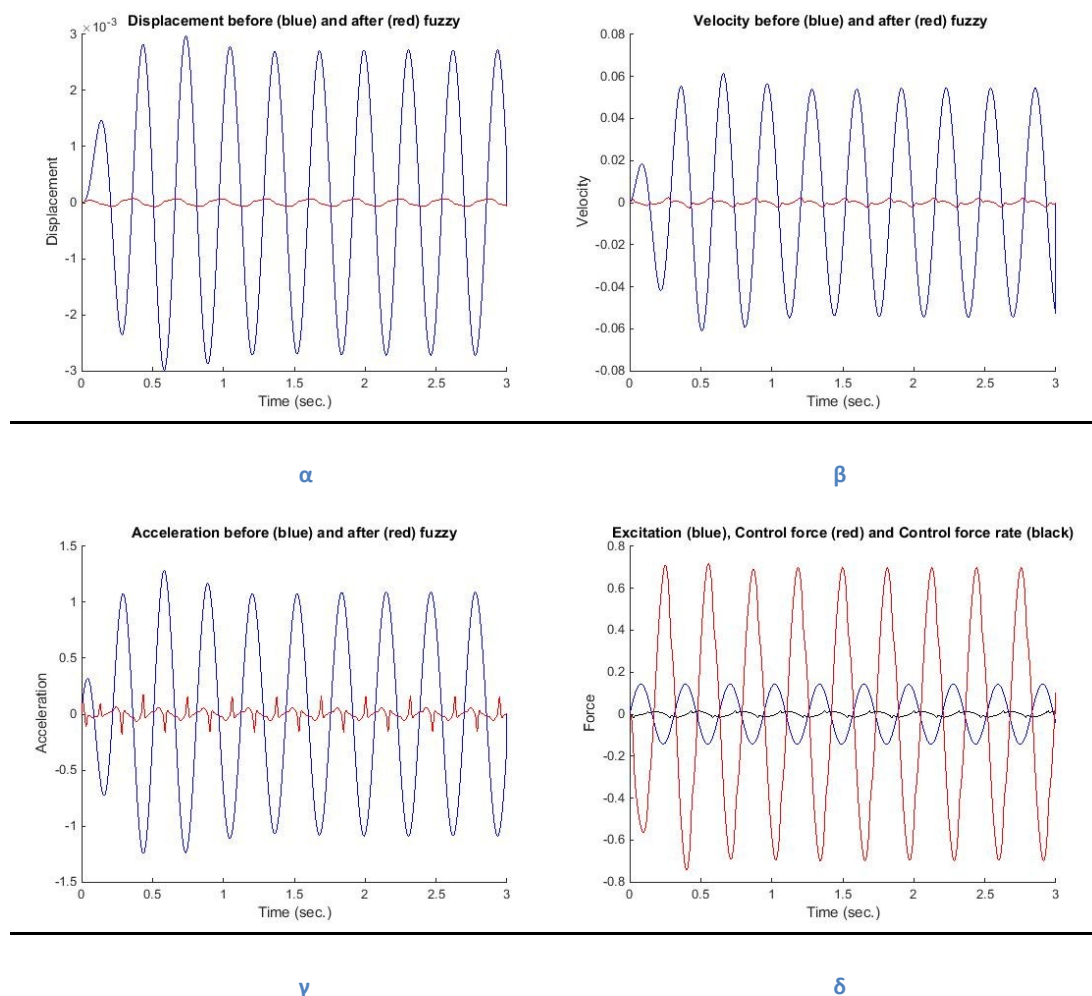 Displacement before (blue) and after (red) fuzzy
×10⁻³
3
2
1
0
-1
-2
-3
Displacement
0 0.5 1 1.5 2 2.5 3
Time (sec.)
Velocity before (blue) and after (red) fuzzy
0.08
0.06
0.04
0.02
0
-0.02
-0.04
-0.06
-0.08
Velocity
0 0.5 1 1.5 2 2.5 3
Time (sec.)
α
β
Acceleration before (blue) and after (red) fuzzy
1.5
1
0.5
0
-0.5
-1
-1.5
Acceleration
0 0.5 1 1.5 2 2.5 3
Time (sec.)
Excitation (blue), Control force (red) and Control force rate (black)
0.8
0.6
0.4
0.2
0
-0.2
-0.4
-0.6
-0.8
Force
0 0.5 1 1.5 2 2.5 3
Time (sec.)
γ
δ